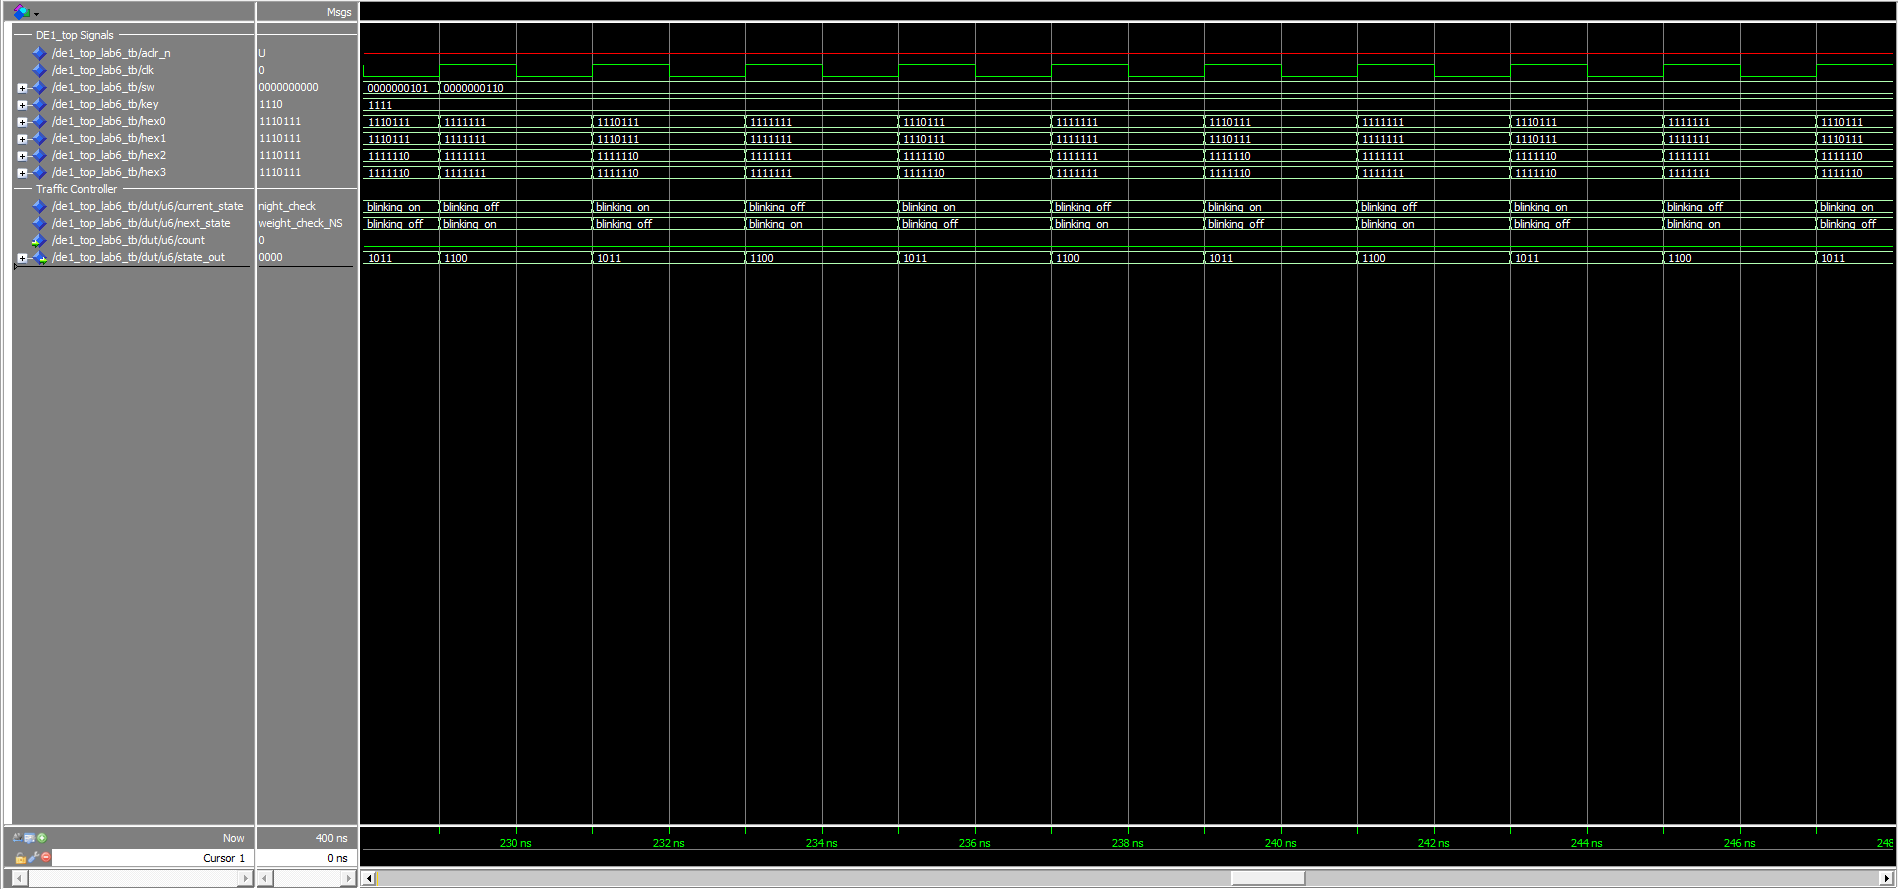 Msgs
DE1_top Signals
/de1_top_lab6_tb/aclr_n U
/de1_top_lab6_tb/clk 0
/de1_top_lab6_tb/sw 0000000000 0000000101 0000000110
/de1_top_lab6_tb/key 1110 1111
/de1_top_lab6_tb/hex0 1110111 1110111 1111111 1110111 1111111 1110111 1111111 1110111 1111111 1110111 1111111 1110111
/de1_top_lab6_tb/hex1 1110111 1110111 1111111 1110111 1111111 1110111 1111111 1110111 1111111 1110111 1111111 1110111
/de1_top_lab6_tb/hex2 1110111 1111110 1111111 1111110 1111111 1111110 1111111 1111110 1111111 1111110 1111111 1111110
/de1_top_lab6_tb/hex3 1110111 1111110 1111111 1111110 1111111 1111110 1111111 1111110 1111111 1111110 1111111 1111110
Traffic Controller
/de1_top_lab6_tb/dut/u6/current_state night_check blinking_on blinking_off blinking_on blinking_off blinking_on blinking_off blinking_on blinking_off blinking_on blinking_off blinking_on
/de1_top_lab6_tb/dut/u6/next_state weight_check_NS blinking_off blinking_on blinking_off blinking_on blinking_off blinking_on blinking_off blinking_on blinking_off blinking_on blinking_off
/de1_top_lab6_tb/dut/u6/count 0
/de1_top_lab6_tb/dut/u6/state_out 0000 1011 1100 1011 1100 1011 1100 1011 1100 1011 1100 1011
Now 400 ns
230 ns 232 ns 234 ns 236 ns 238 ns 240 ns 242 ns 244 ns 246 ns 248
Cursor 1 0 ns